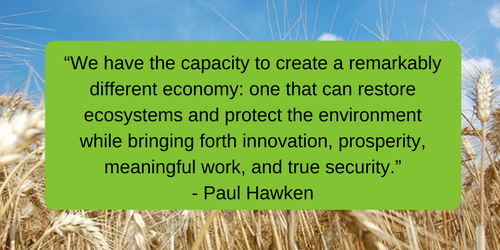 “We have the capacity to create a remarkably
different economy: one that can restore
ecosystems and protect the environment
while bringing forth innovation, prosperity,
meaningful work, and true security.”
- Paul Hawken